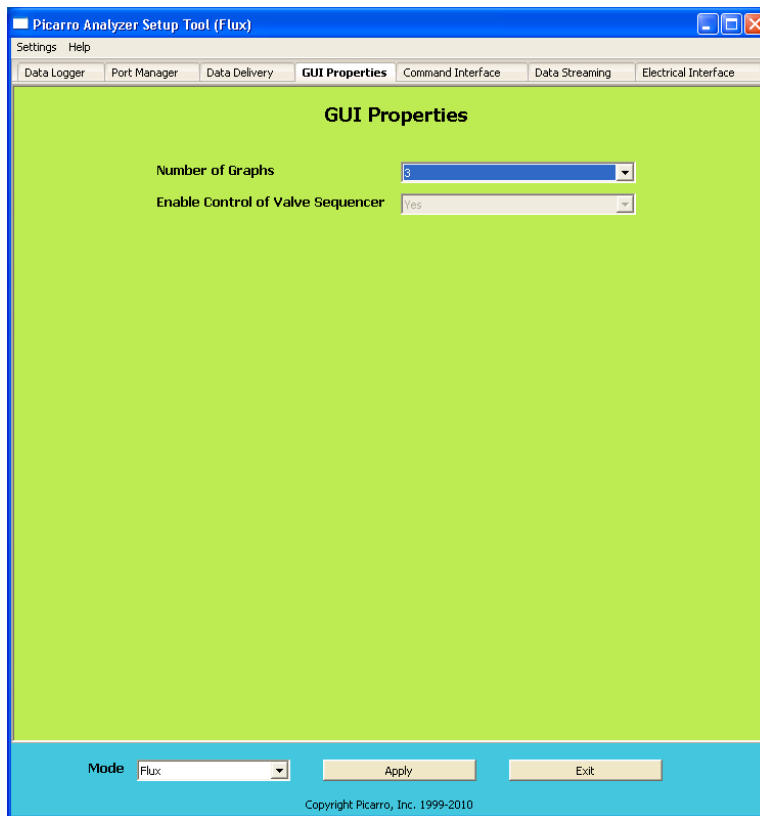 Picarro Analyzer Setup Tool (Flux)
Settings Help
Data Logger Port Manager Data Delivery GUI Properties Command Interface Data Streaming Electrical Interface
GUI Properties
Number of Graphs 3
Enable Control of Valve Sequencer Yes
Mode Flux Apply Exit
Copyright Picarro, Inc. 1999-2010